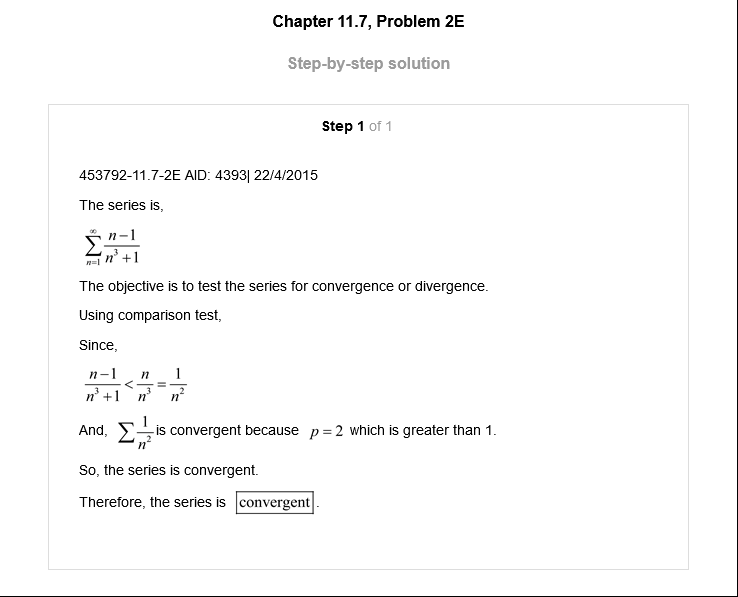 Chapter 11.7, Problem 2E
Step-by-step solution
Step 1 of 1
453792-11.7-2E AID: 4393| 22/4/2015
The series is,
$\sum_{n=1}^{\infty} \frac{n-1}{n^3+1}$
The objective is to test the series for convergence or divergence.
Using comparison test,
Since,
$\frac{n-1}{n^3+1} < \frac{n}{n^3} = \frac{1}{n^2}$
And, $\sum \frac{1}{n^2}$ is convergent because $p = 2$ which is greater than 1.
So, the series is convergent.
Therefore, the series is convergent.